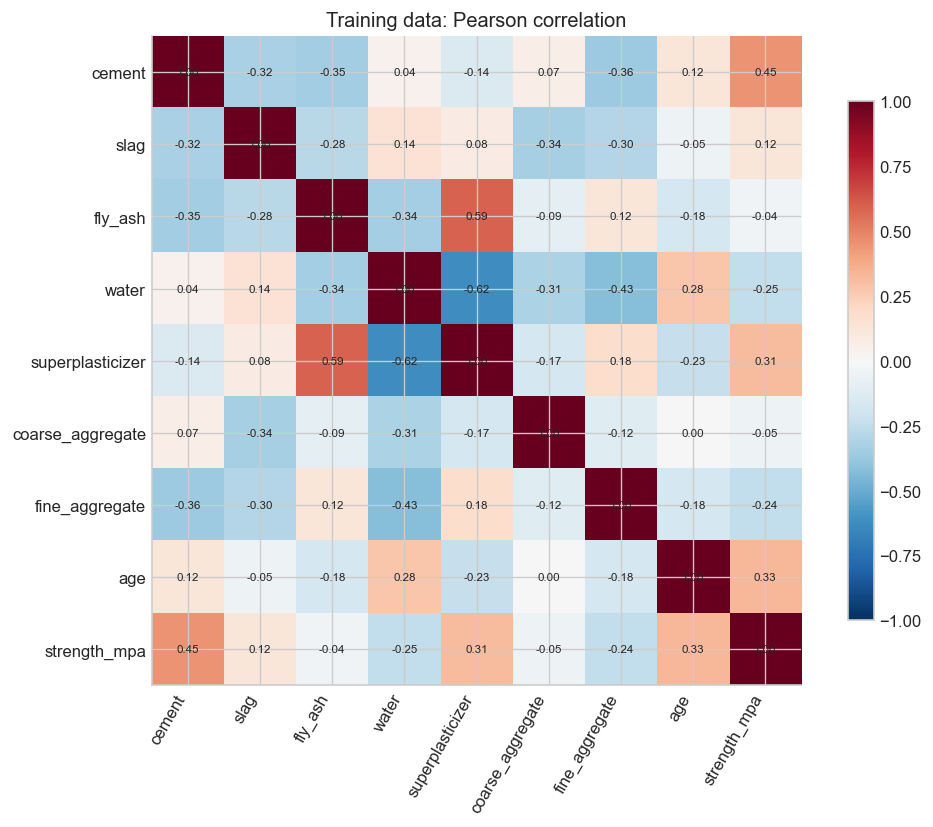 Training data: Pearson correlation
cement -0.32 -0.35 0.04 -0.14 0.07 -0.36 0.12 0.45
slag -0.32 -0.28 0.14 0.08 -0.34 -0.30 -0.05 0.12
fly_ash -0.35 -0.28 -0.34 0.59 -0.09 0.12 -0.18 -0.04
water 0.04 0.14 -0.34 -0.62 -0.31 -0.43 0.28 -0.25
superplasticizer -0.14 0.08 0.59 -0.62 -0.17 0.18 -0.23 0.31
coarse_aggregate 0.07 -0.34 -0.09 -0.31 -0.17 -0.12 0.00 -0.05
fine_aggregate -0.36 -0.30 0.12 -0.43 0.18 -0.12 -0.18 -0.24
age 0.12 -0.05 -0.18 0.28 -0.23 0.00 -0.18 0.33
strength_mpa 0.45 0.12 -0.04 -0.25 0.31 -0.05 -0.24 0.33
cement
slag
fly_ash
water
superplasticizer
coarse_aggregate
fine_aggregate
age
strength_mpa
1.00
0.75
0.50
0.25
0.00
−0.25
−0.50
−0.75
−1.00